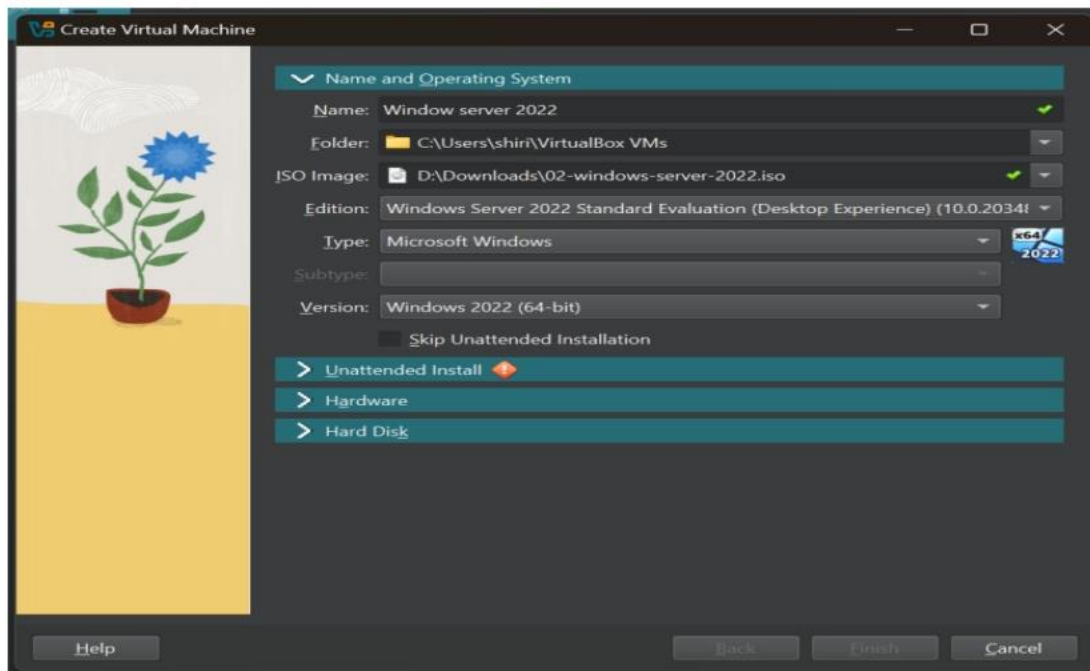 Create Virtual Machine
Name and Operating System
Name: Window server 2022
Folder: C:\Users\shiri\VirtualBox VMs
ISO Image: D:\Downloads\02-windows-server-2022.iso
Edition: Windows Server 2022 Standard Evaluation (Desktop Experience) (10.0.20348
Type: Microsoft Windows
x64
2022
Subtype:
Version: Windows 2022 (64-bit)
Skip Unattended Installation
Unattended Install
Hardware
Hard Disk
Help Back Finish Cancel